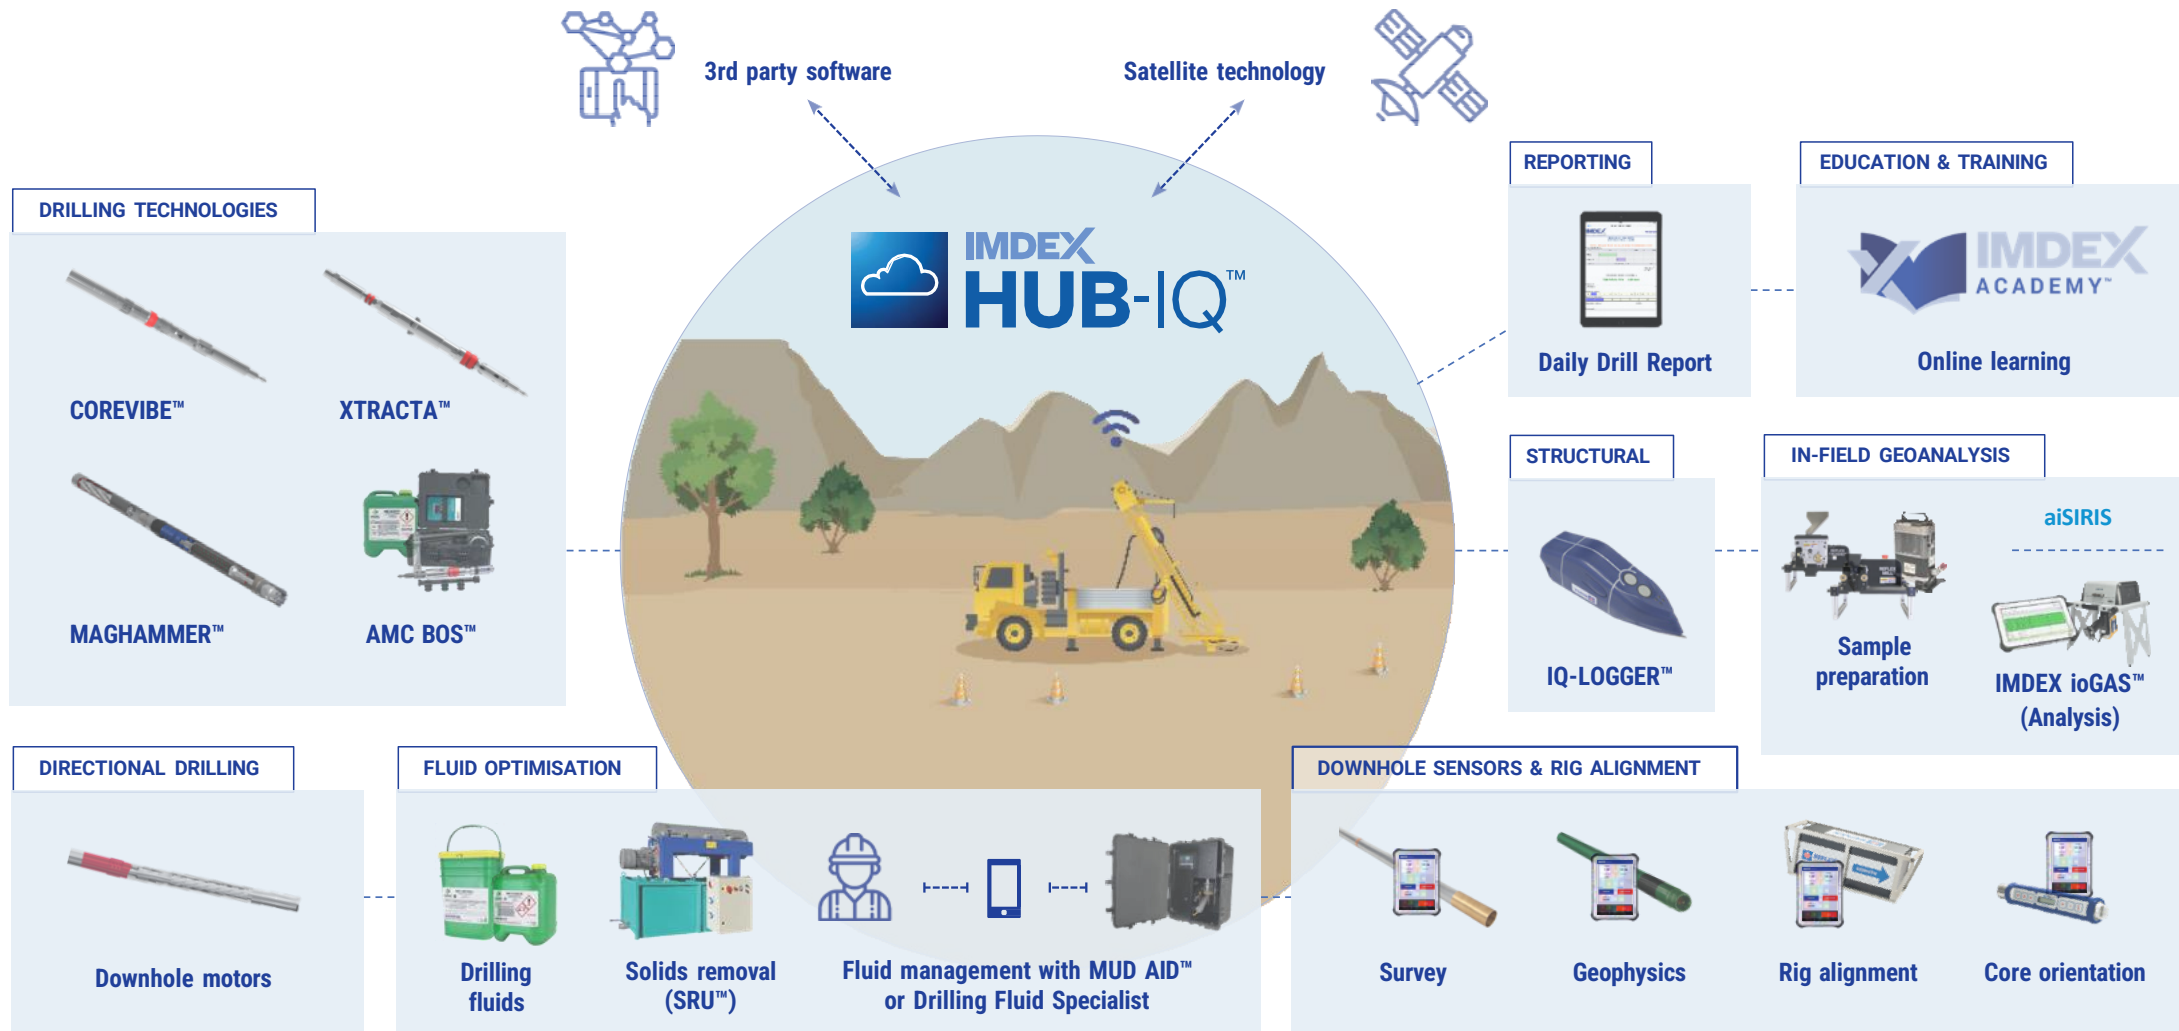 3rd party software
Satellite technology
REPORTING
EDUCATION & TRAINING
DRILLING TECHNOLOGIES
IMDEX
HUB-IQ™
IMDEX
ACADEMY™
Daily Drill Report
Online learning
COREVIBE™
XTRACTA™
STRUCTURAL
IN-FIELD GEOANALYSIS
aiSIRIS
MAGHAMMER™
AMC BOS™
IQ-LOGGER™
Sample
preparation
IMDEX ioGAS™
(Analysis)
DIRECTIONAL DRILLING
FLUID OPTIMISATION
DOWNHOLE SENSORS & RIG ALIGNMENT
Downhole motors
Drilling
fluids
Solids removal
(SRU™)
Fluid management with MUD AID™
or Drilling Fluid Specialist
Survey
Geophysics
Rig alignment
Core orientation